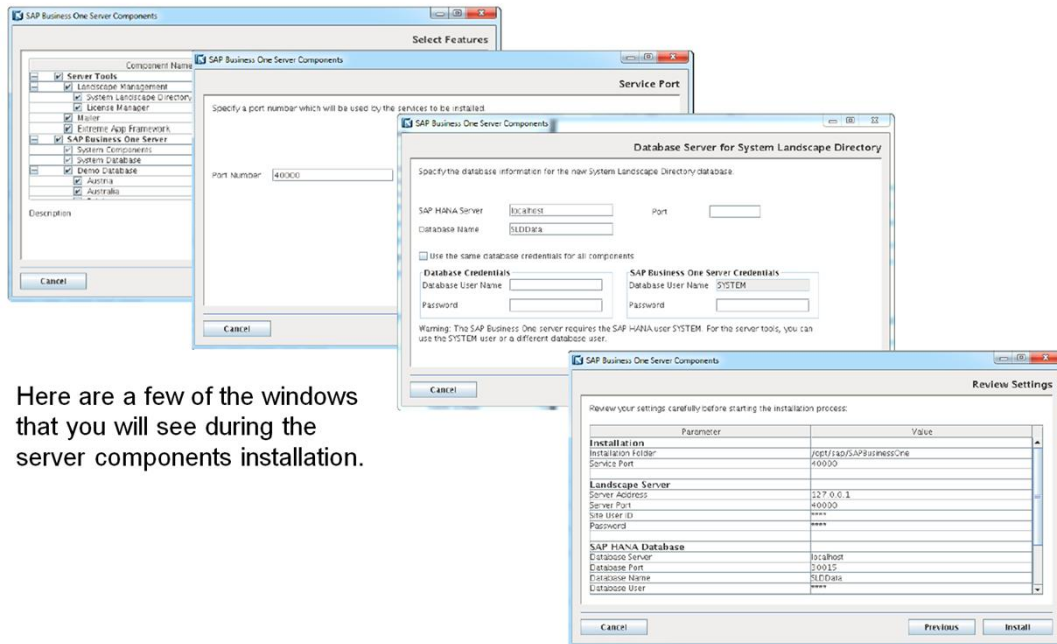 SAP Business One Server Components
Select Features
Component Name
Server Tools
Landscape Management
System Landscape Directory
License Manager
Mailer
Extreme App Framework
SAP Business One Server
System Components
System Database
Demo Database
Austria
Australia
Description
Cancel
SAP Business One Server Components
Service Port
Specify a port number which will be used by the services to be installed.
Port Number 40000
Cancel
SAP Business One Server Components
Database Server for System Landscape Directory
Specify the database information for the new System Landscape Directory database.
SAP HANA Server localhost Port
Database Name SLDData
Use the same database credentials for all components
Database Credentials SAP Business One Server Credentials
Database User Name Database User Name SYSTEM
Password Password
Warning: The SAP Business One server requires the SAP HANA user SYSTEM. For the server tools, you can
use the SYSTEM user or a different database user.
Cancel
Here are a few of the windows
that you will see during the
server components installation.
SAP Business One Server Components
Review Settings
Review your settings carefully before starting the installation process:
Parameter Value
Installation
Installation Folder /opt/sap/SAPBusinessOne
Service Port 40000
Landscape Server
Server Address 127.0.0.1
Server Port 40000
Site User ID ****
Password ****
SAP HANA Database
Database Server localhost
Database Port 30015
Database Name SLDData
Database User ****
Cancel Previous Install